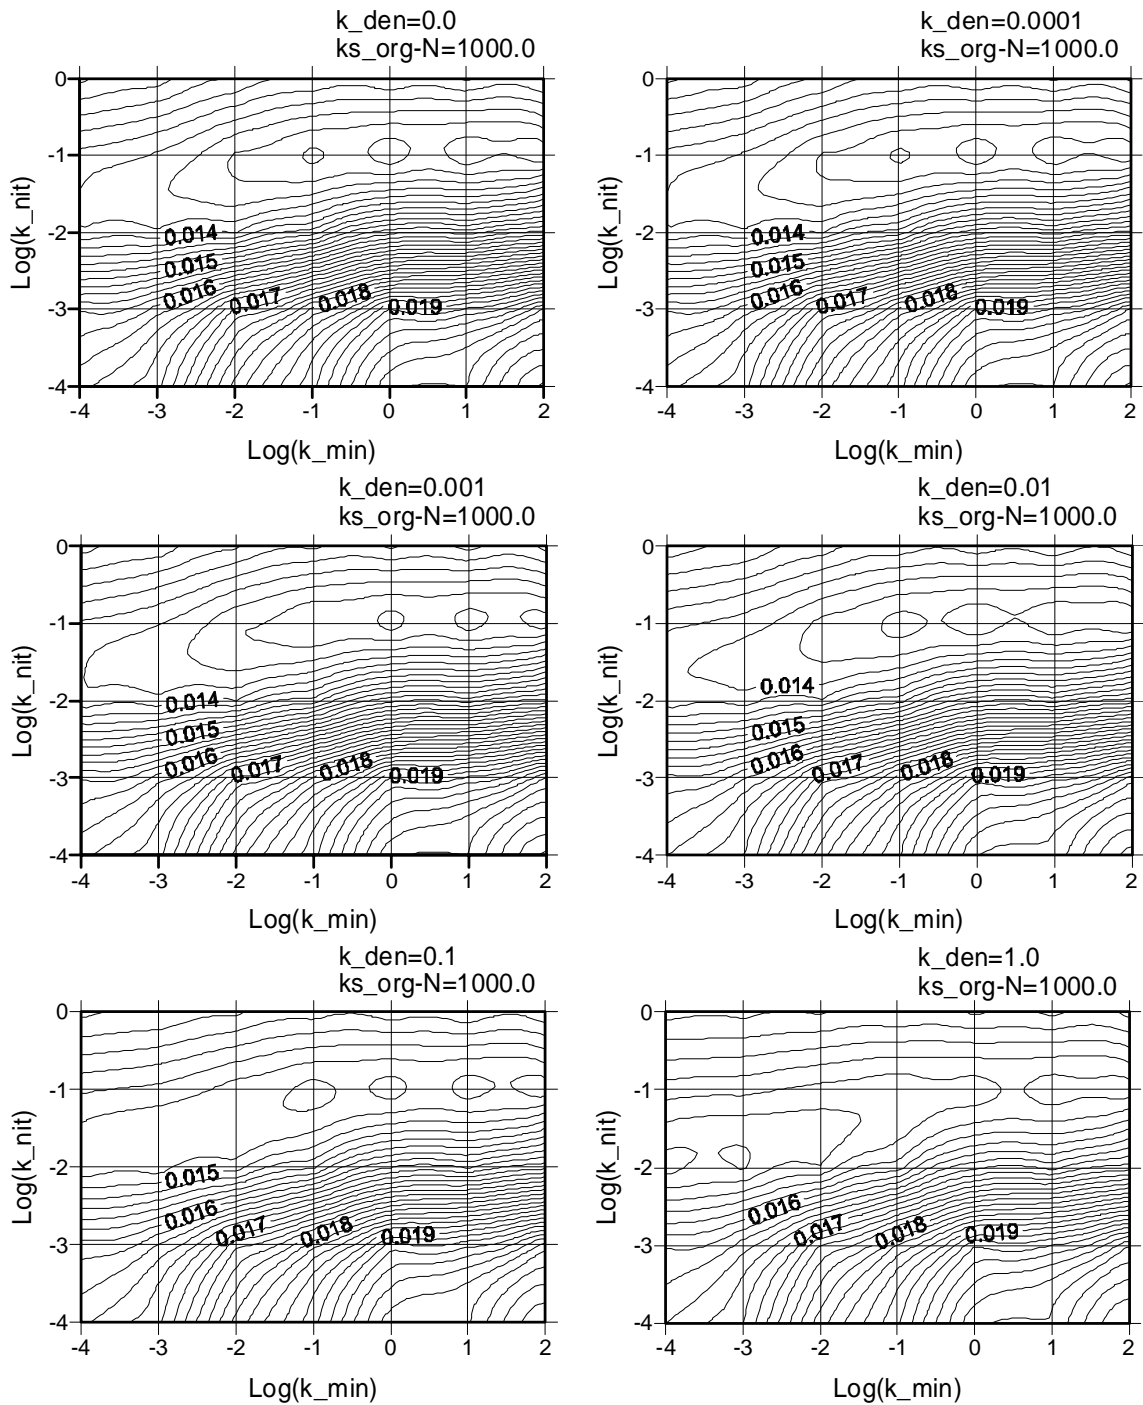 k_den=0.0
ks_org-N=1000.0
0
-1
-2
-3
-4
Log(k_nit)
0.014
0.015
0.016
0.017
0.018
0.019
-4 -3 -2 -1 0 1 2
Log(k_min)
k_den=0.0001
ks_org-N=1000.0
0
-1
-2
-3
-4
Log(k_nit)
0.014
0.015
0.016
0.017
0.018
0.019
-4 -3 -2 -1 0 1 2
Log(k_min)
k_den=0.001
ks_org-N=1000.0
0
-1
-2
-3
-4
Log(k_nit)
0.014
0.015
0.016
0.017
0.018
0.019
-4 -3 -2 -1 0 1 2
Log(k_min)
k_den=0.01
ks_org-N=1000.0
0
-1
-2
-3
-4
Log(k_nit)
0.014
0.015
0.016
0.017
0.018
0.019
-4 -3 -2 -1 0 1 2
Log(k_min)
k_den=0.1
ks_org-N=1000.0
0
-1
-2
-3
-4
Log(k_nit)
0.015
0.016
0.017
0.018
0.019
-4 -3 -2 -1 0 1 2
Log(k_min)
k_den=1.0
ks_org-N=1000.0
0
-1
-2
-3
-4
Log(k_nit)
0.016
0.017
0.018
0.019
-4 -3 -2 -1 0 1 2
Log(k_min)